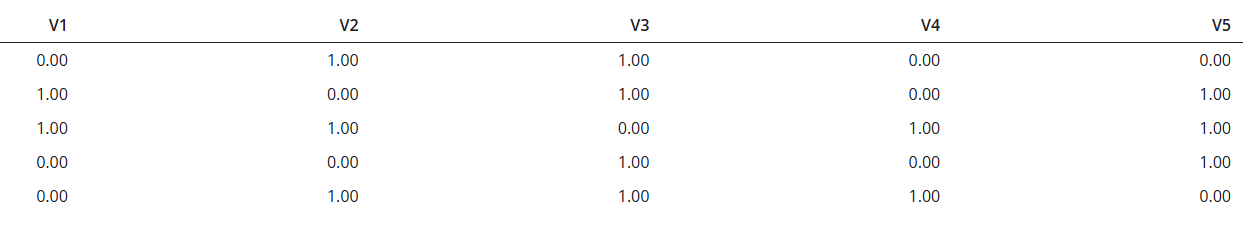 V1 V2 V3 V4 V5
0.00 1.00 1.00 0.00 0.00
1.00 0.00 1.00 0.00 1.00
1.00 1.00 0.00 1.00 1.00
0.00 0.00 1.00 0.00 1.00
0.00 1.00 1.00 1.00 0.00